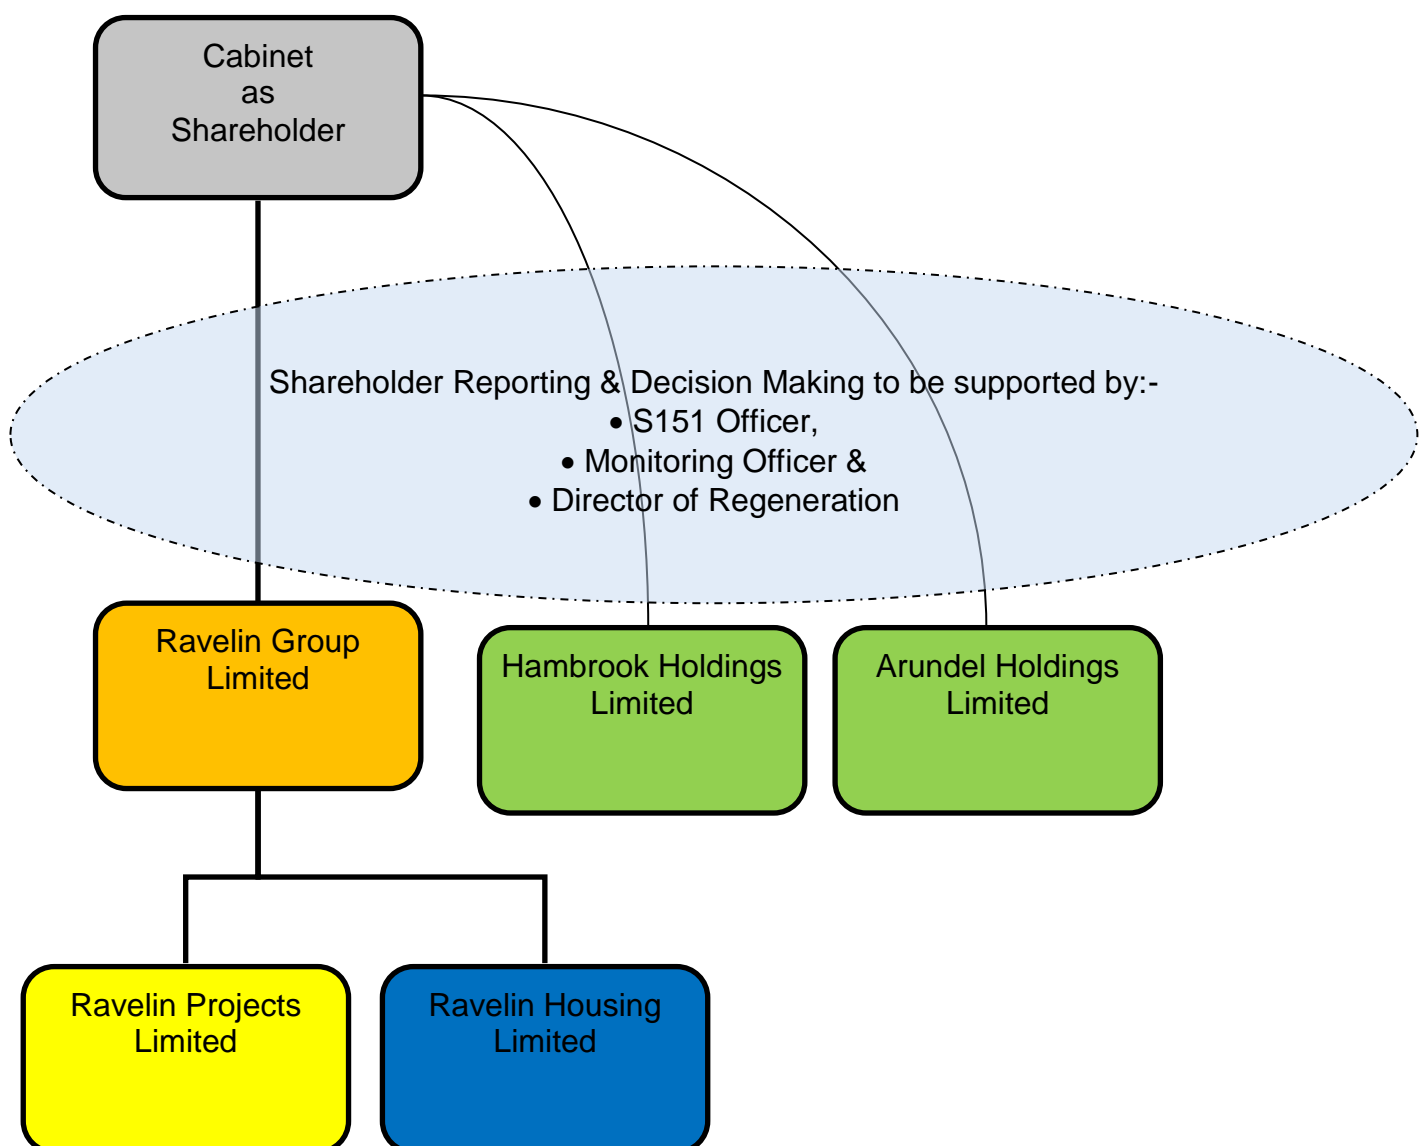 Cabinet
as
Shareholder
Shareholder Reporting & Decision Making to be supported by:-
• S151 Officer,
• Monitoring Officer &
• Director of Regeneration
Ravelin Group
Limited
Hambrook Holdings
Limited
Arundel Holdings
Limited
Ravelin Projects
Limited
Ravelin Housing
Limited